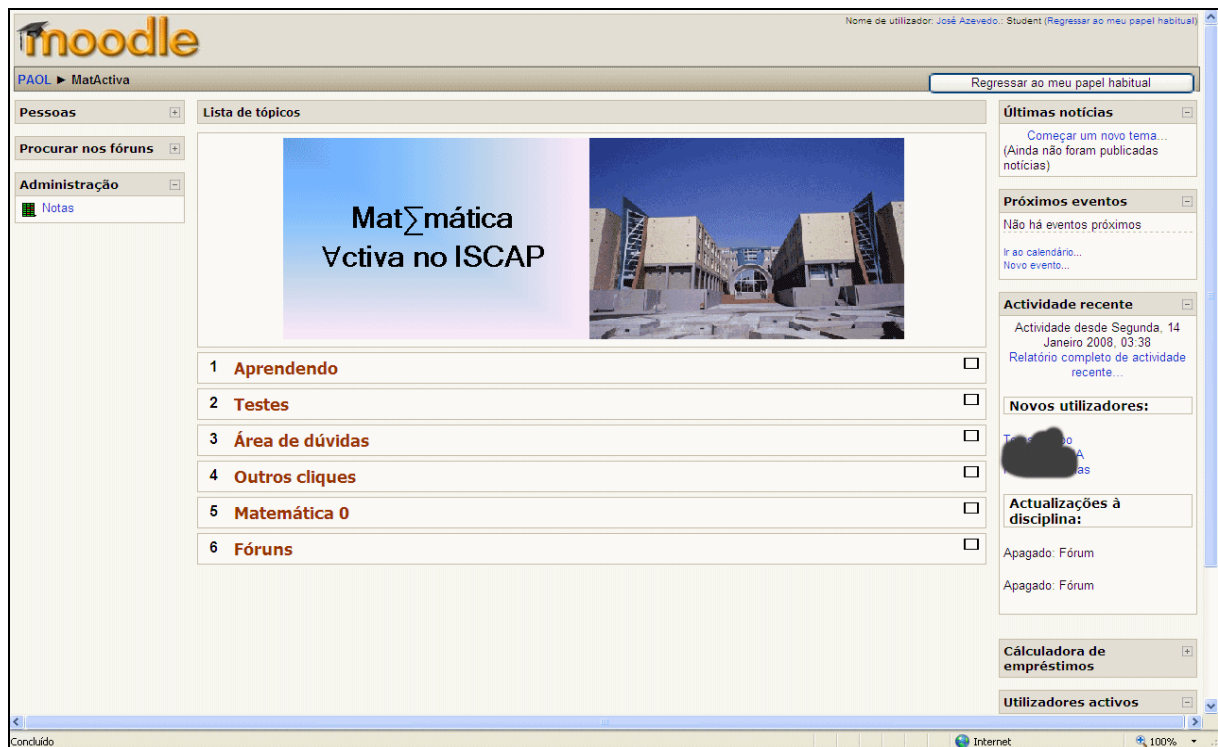 moodle
Nome de utilizador: José Azevedo.: Student (Regressar ao meu papel habitual)
PAOL ► MatActiva
Regressar ao meu papel habitual
Pessoas
Procurar nos fóruns
Administração
Notas
Lista de tópicos
Mat∑mática
∀ctiva no ISCAP
1 Aprendendo
2 Testes
3 Área de dúvidas
4 Outros cliques
5 Matemática 0
6 Fóruns
Últimas notícias
Começar um novo tema...
(Ainda não foram publicadas
notícias)
Próximos eventos
Não há eventos próximos
Ir ao calendário...
Novo evento...
Actividade recente
Actividade desde Segunda, 14
Janeiro 2008, 03:38
Relatório completo de actividade
recente...
Novos utilizadores:
Actualizações à
disciplina:
Apagado: Fórum
Apagado: Fórum
Cálculadora de
empréstimos
Utilizadores activos
Concluído
Internet
100%